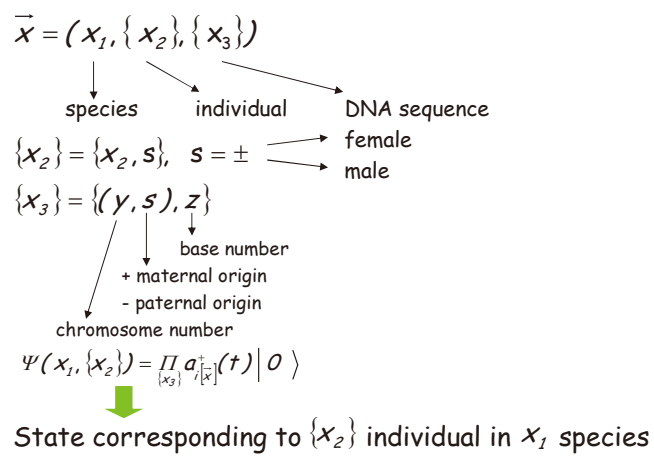 x⃗ = ( x₁, { x₂ }, { x₃ } )
species individual DNA sequence
female
{x₂} = {x₂, s}, s = ±
male
{x₃} = {( y, s ), z}
base number
+ maternal origin
- paternal origin
chromosome number
Ψ( x₁, {x₂}) = Π_{x₃} a⁺_{i[x⃗]}(t) | 0 ⟩
State corresponding to {x₂} individual in x₁ species